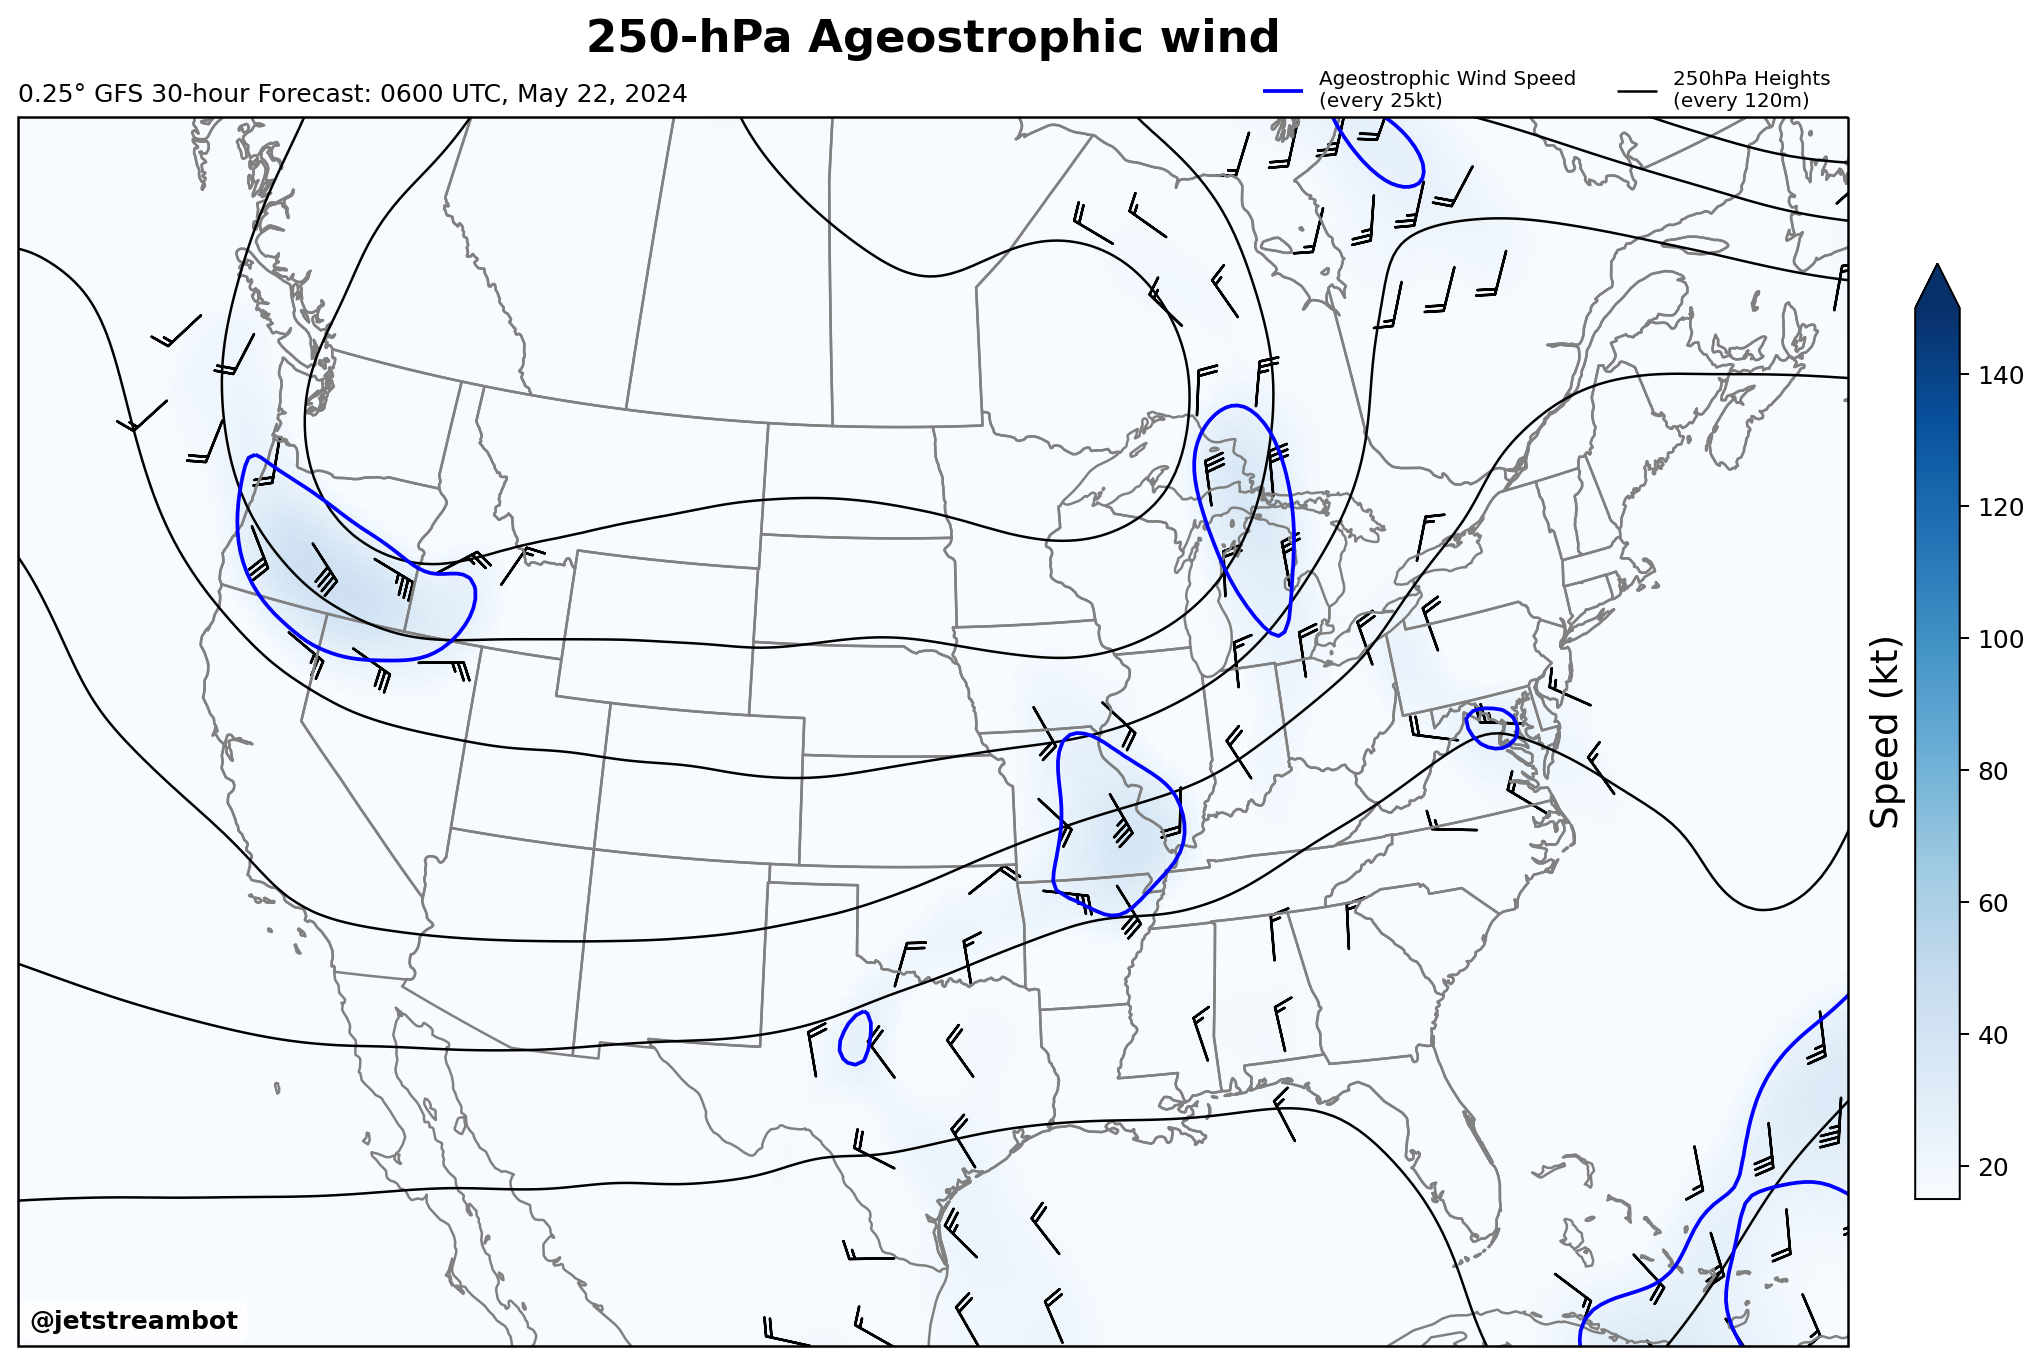 250-hPa Ageostrophic wind
0.25° GFS 30-hour Forecast: 0600 UTC, May 22, 2024
Ageostrophic Wind Speed
(every 25kt)
250hPa Heights
(every 120m)
140
120
100
80
60
40
20
Speed (kt)
@jetstreambot